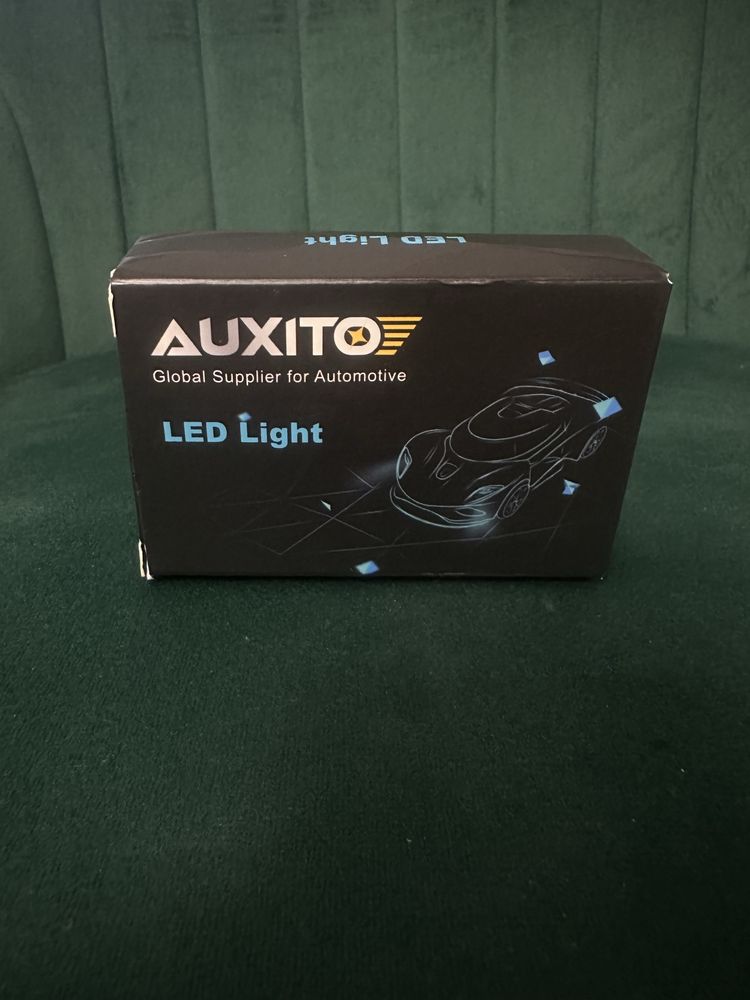 LED Light
AUXITO
Global Supplier for Automotive
LED Light